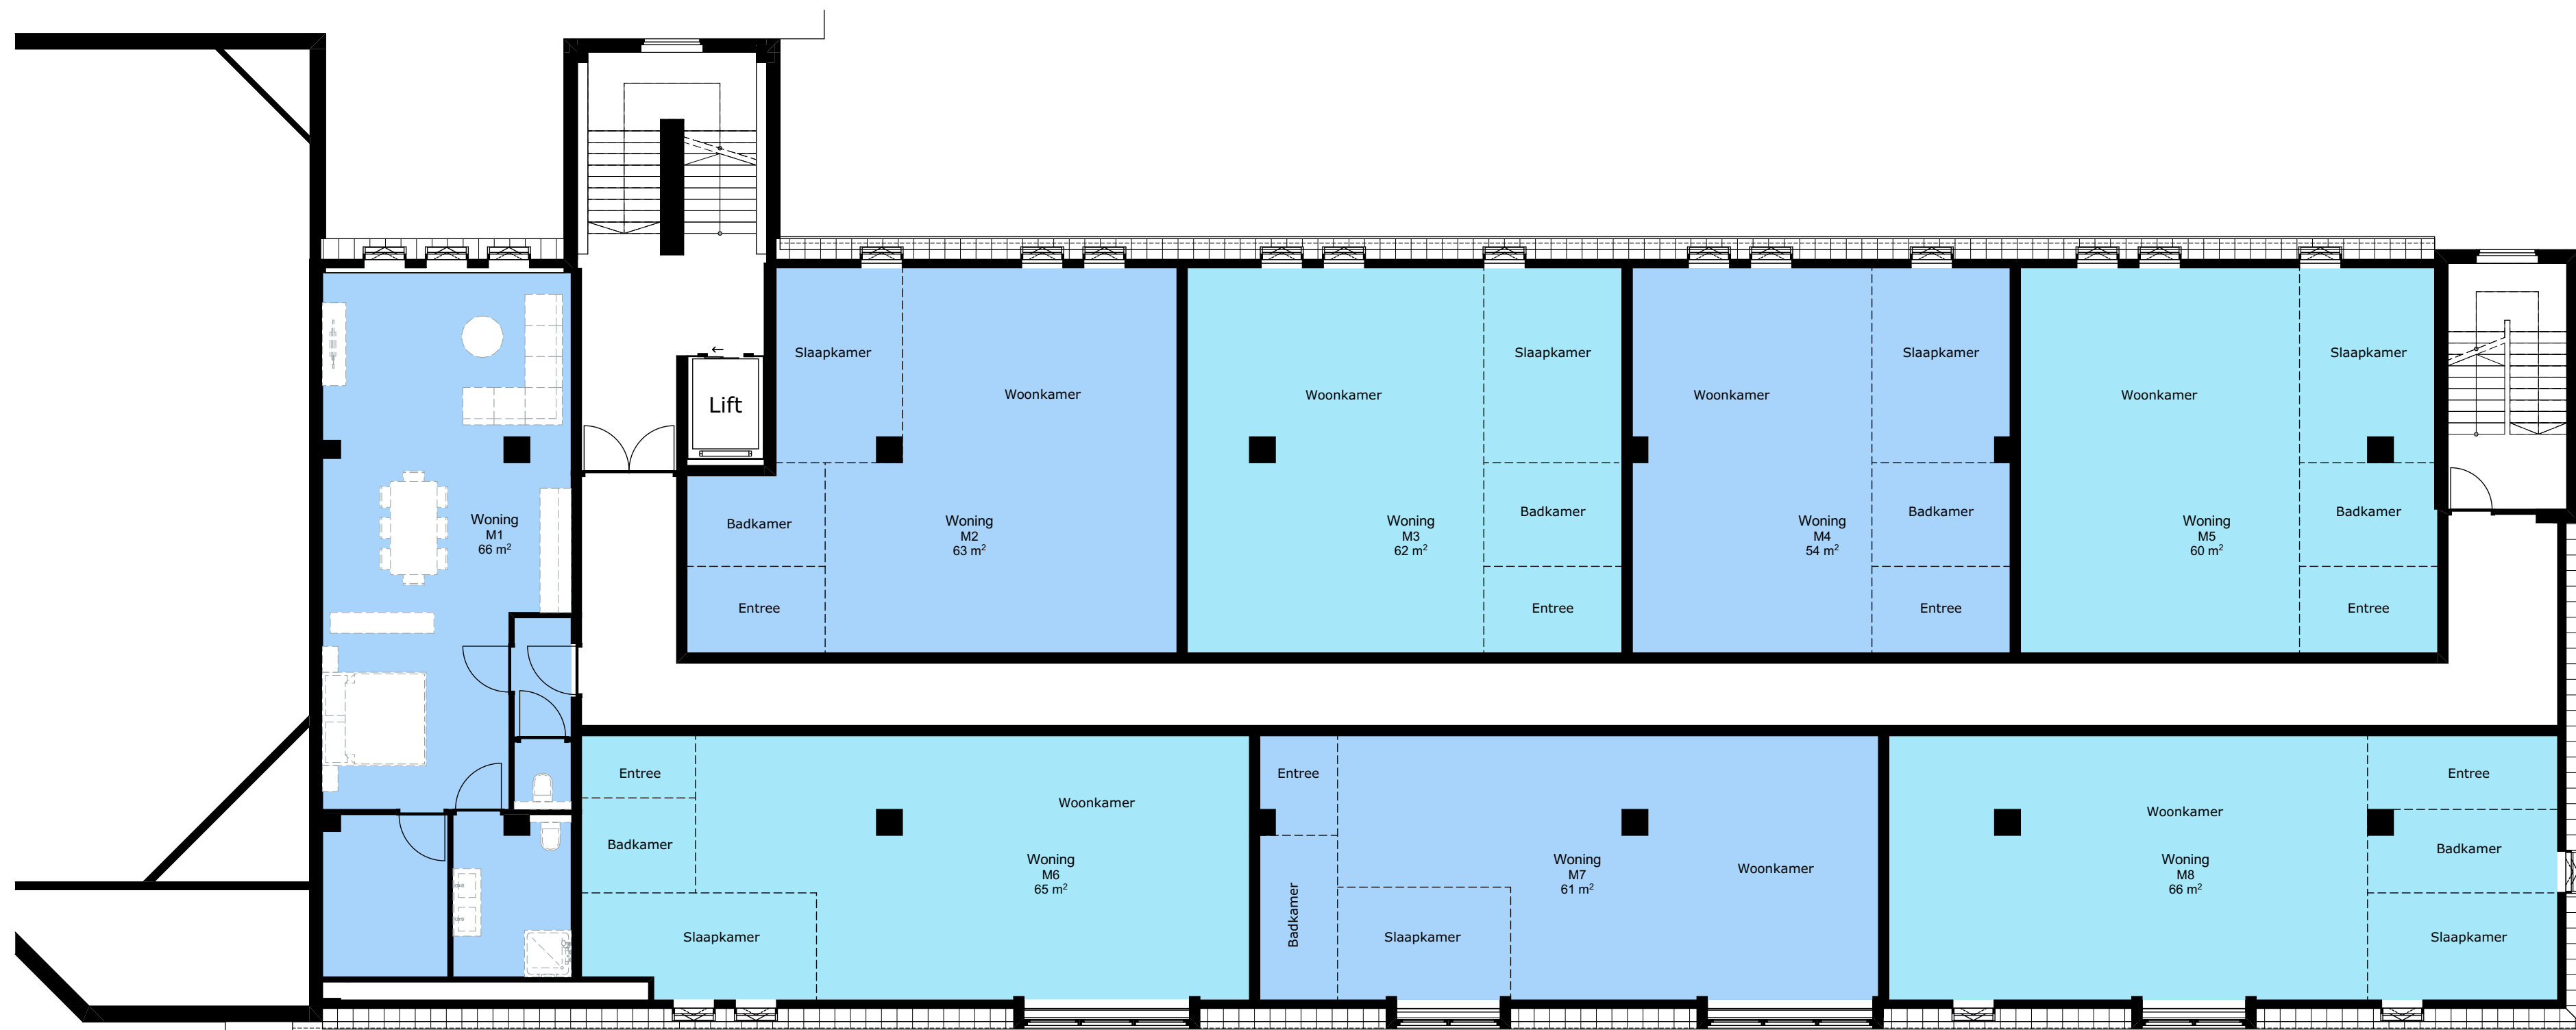 Lift
Woning
M1
66 m²
Slaapkamer
Woonkamer
Badkamer
Woning
M2
63 m²
Entree
Woonkamer
Slaapkamer
Woning
M3
62 m²
Badkamer
Entree
Woonkamer
Slaapkamer
Woning
M4
54 m²
Badkamer
Entree
Woonkamer
Slaapkamer
Woning
M5
60 m²
Badkamer
Entree
Entree
Woonkamer
Badkamer
Woning
M6
65 m²
Slaapkamer
Entree
Woning
M7
61 m²
Woonkamer
Badkamer
Slaapkamer
Entree
Woonkamer
Badkamer
Woning
M8
66 m²
Slaapkamer